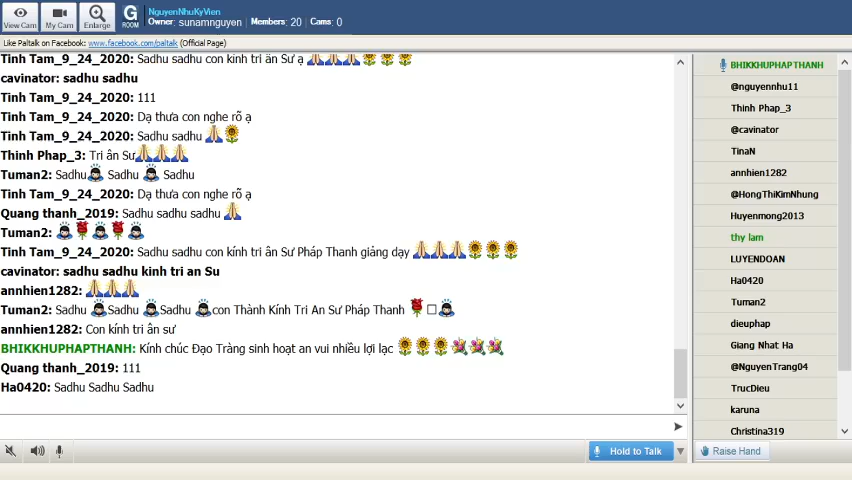 View Cam
My Cam
Enlarge
G ROOM
NguyenNhuKyVien
Owner: sunamnguyen Members: 20 Cams: 0
Like Paltalk on Facebook: www.facebook.com/paltalk (Official Page)
Tinh Tam_9_24_2020: Sadhu sadhu con kính tri ân Sư ạ
cavinator: sadhu sadhu
Tinh Tam_9_24_2020: 111
Tinh Tam_9_24_2020: Dạ thưa con nghe rõ ạ
Tinh Tam_9_24_2020: Sadhu sadhu
Thinh Phap_3: Tri ân Sư
Tuman2: Sadhu Sadhu Sadhu
Tinh Tam_9_24_2020: Dạ thưa con nghe rõ ạ
Quang thanh_2019: Sadhu sadhu sadhu
Tuman2:
Tinh Tam_9_24_2020: Sadhu sadhu con kính tri ân Sư Pháp Thanh giảng dạy
cavinator: sadhu sadhu kinh tri an Su
annhien1282:
Tuman2: Sadhu Sadhu Sadhu con Thành Kính Tri An Sư Pháp Thanh
annhien1282: Con kính tri ân sư
BHIKKHUPHAPTHANH: Kính chúc Đạo Tràng sinh hoạt an vui nhiều lợi lạc
Quang thanh_2019: 111
Ha0420: Sadhu Sadhu Sadhu
Hold to Talk
BHIKKHUPHAPTHANH
@nguyennhu11
Thinh Phap_3
@cavinator
TinaN
annhien1282
@HongThiKimNhung
Huyenmong2013
thy lam
LUYENDOAN
Ha0420
Tuman2
dieuphap
Giang Nhat Ha
@NguyenTrang04
TrucDieu
karuna
Christina319
Raise Hand